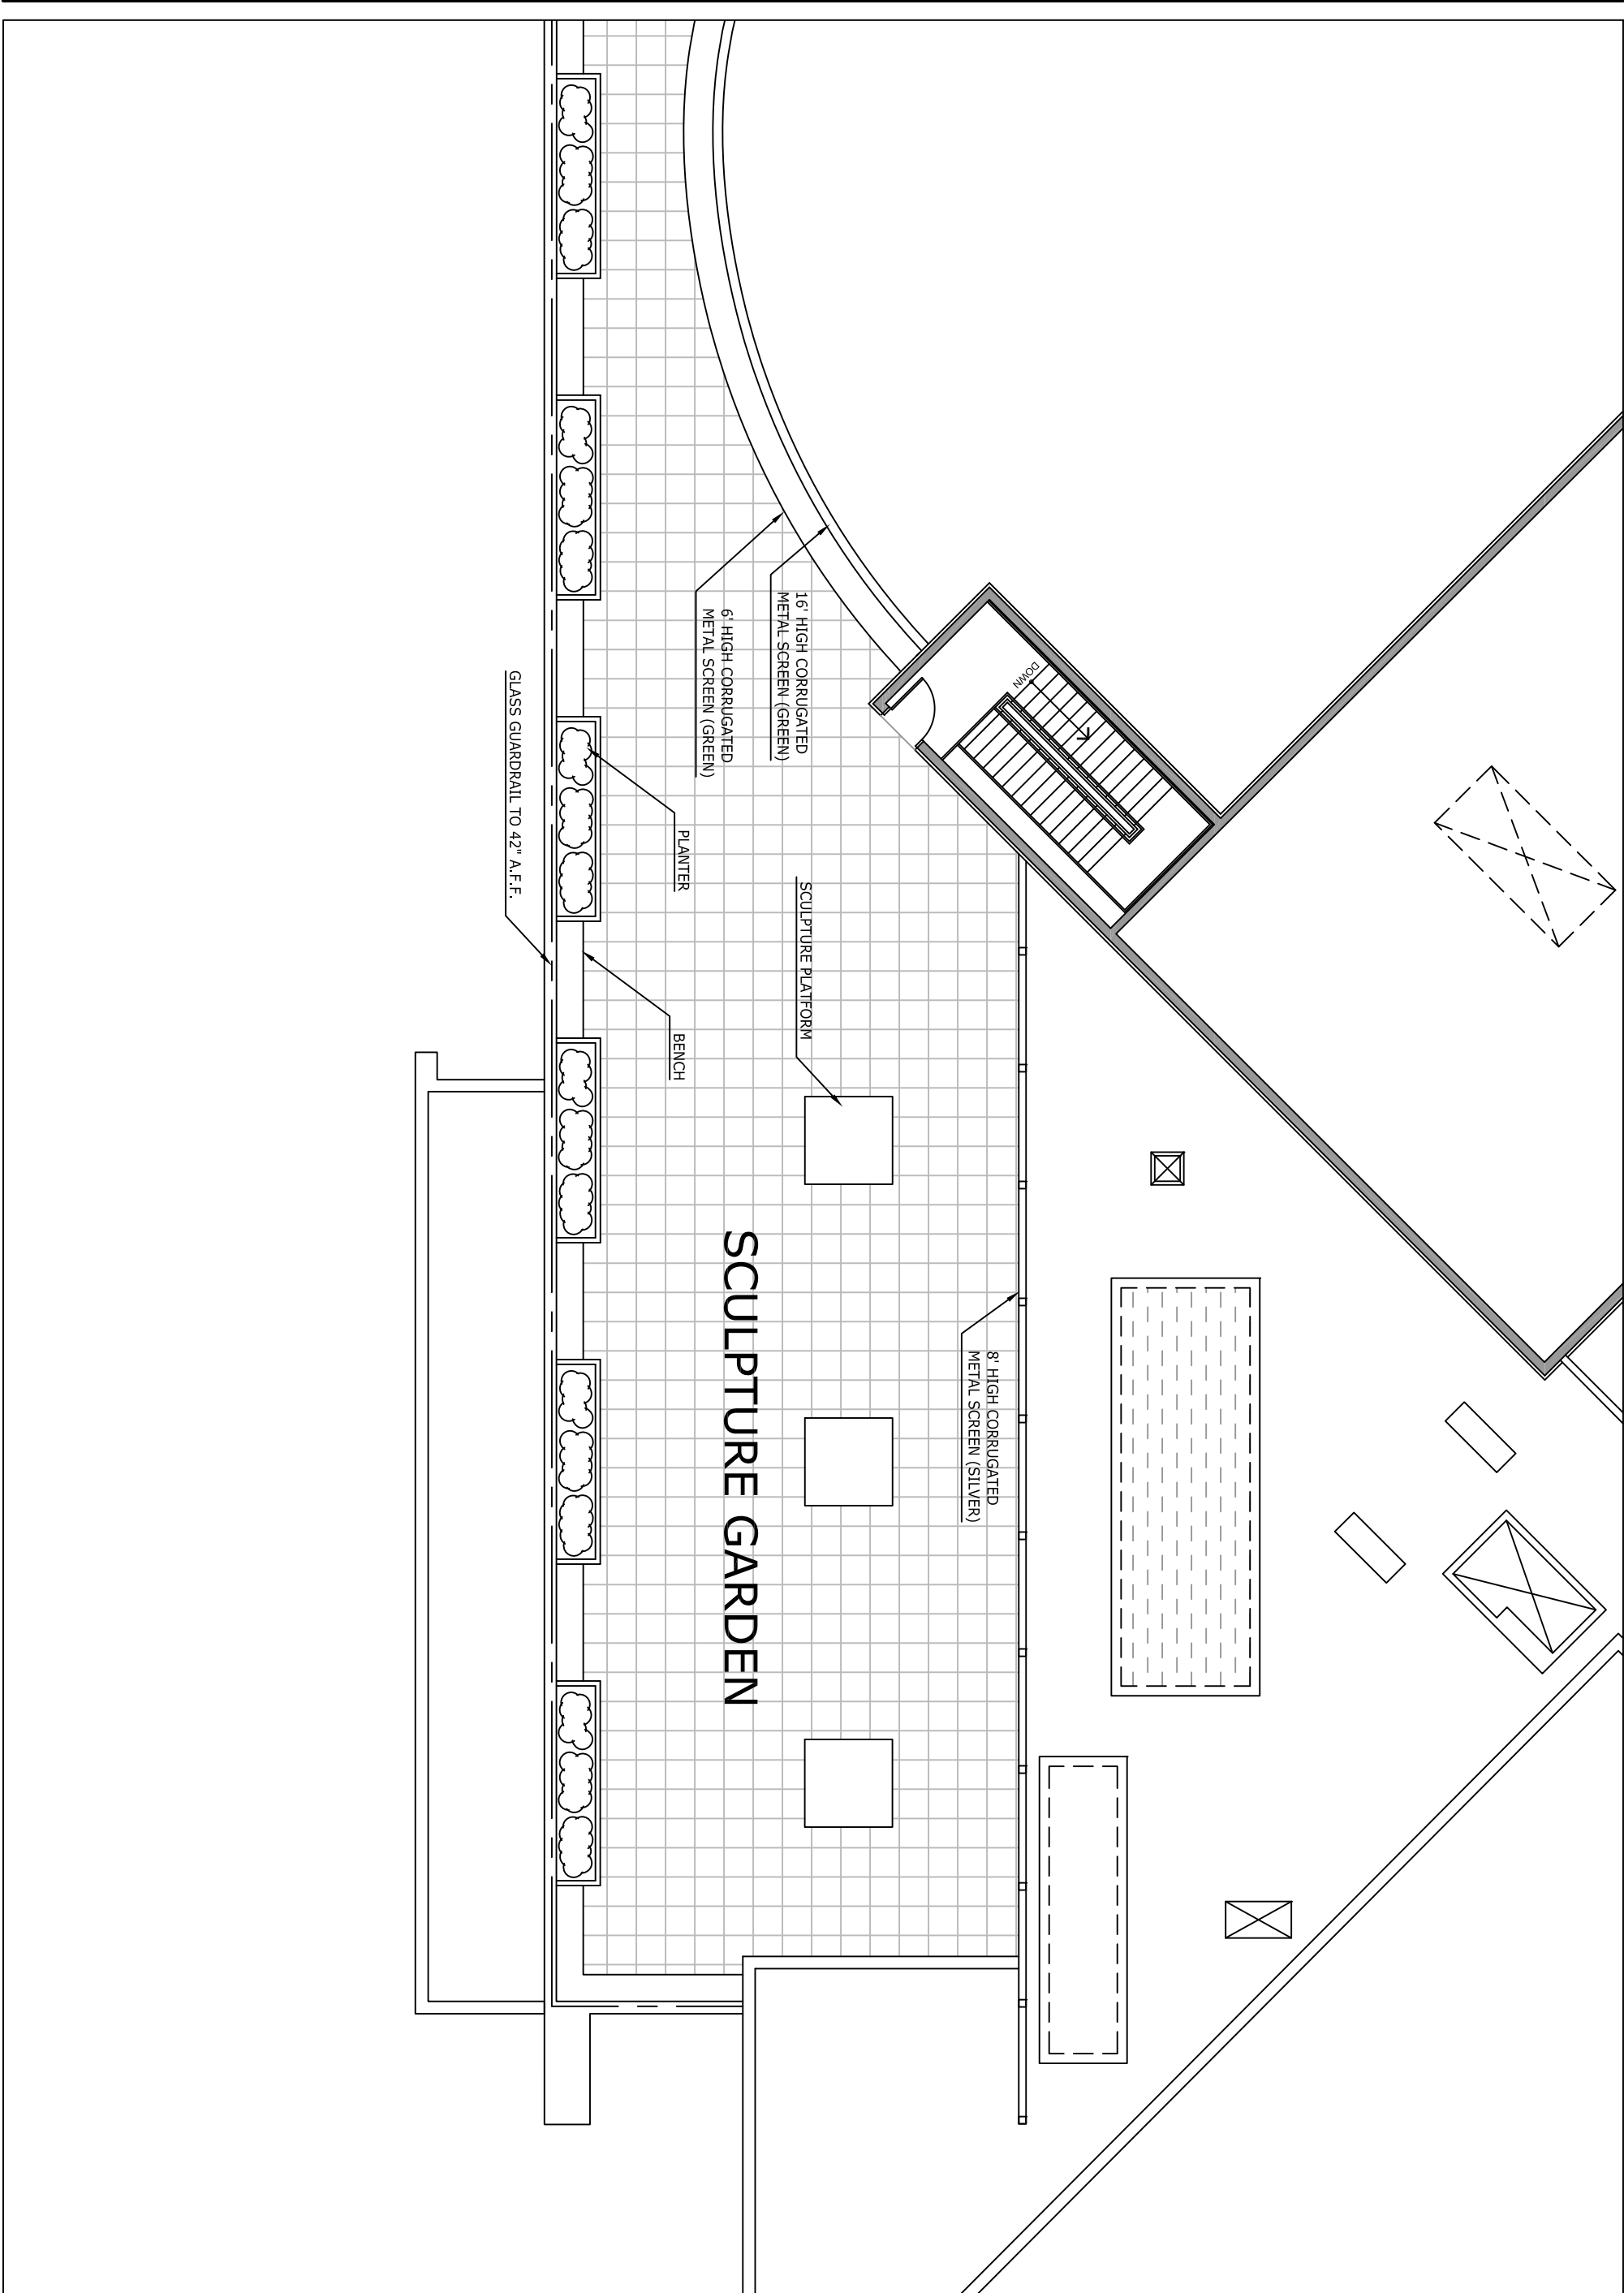 16' HIGH CORRUGATED
METAL SCREEN (GREEN)
6' HIGH CORRUGATED
METAL SCREEN (GREEN)
DOWN
GLASS GUARDRAIL TO 42" A.F.F.
PLANTER
SCULPTURE PLATFORM
BENCH
SCULPTURE GARDEN
8' HIGH CORRUGATED
METAL SCREEN (SILVER)